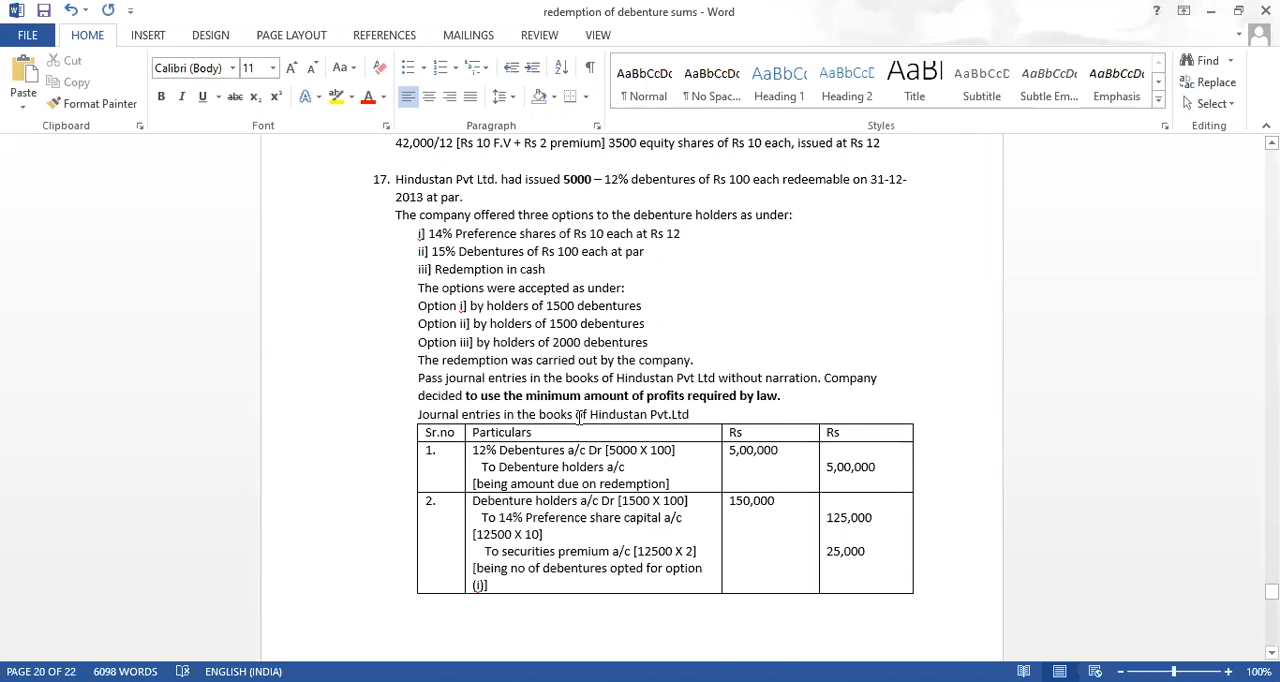 redemption of debenture sums - Word
FILE HOME INSERT DESIGN PAGE LAYOUT REFERENCES MAILINGS REVIEW VIEW
Paste Cut Copy Format Painter
Calibri (Body) 11
AaBbCcDc AaBbCcDc AaBbCc AaBbCcC AaBl AaBbCcC AaBbCcDc AaBbCcDc
¶ Normal ¶ No Spac... Heading 1 Heading 2 Title Subtitle Subtle Em... Emphasis
Find Replace Select
Clipboard Font Paragraph Styles Editing
42,000/12 [Rs 10 F.V + Rs 2 premium] 3500 equity shares of Rs 10 each, issued at Rs 12
17. Hindustan Pvt Ltd. had issued 5000 – 12% debentures of Rs 100 each redeemable on 31-12-
2013 at par.
The company offered three options to the debenture holders as under:
i] 14% Preference shares of Rs 10 each at Rs 12
ii] 15% Debentures of Rs 100 each at par
iii] Redemption in cash
The options were accepted as under:
Option i] by holders of 1500 debentures
Option ii] by holders of 1500 debentures
Option iii] by holders of 2000 debentures
The redemption was carried out by the company.
Pass journal entries in the books of Hindustan Pvt Ltd without narration. Company
decided to use the minimum amount of profits required by law.
Journal entries in the books of Hindustan Pvt.Ltd
Sr.no Particulars Rs Rs
1. 12% Debentures a/c Dr [5000 X 100] 5,00,000
To Debenture holders a/c 5,00,000
[being amount due on redemption]
2. Debenture holders a/c Dr [1500 X 100] 150,000
To 14% Preference share capital a/c 125,000
[12500 X 10]
To securities premium a/c [12500 X 2] 25,000
[being no of debentures opted for option
(i)]
PAGE 20 OF 22 6098 WORDS ENGLISH (INDIA) 100%